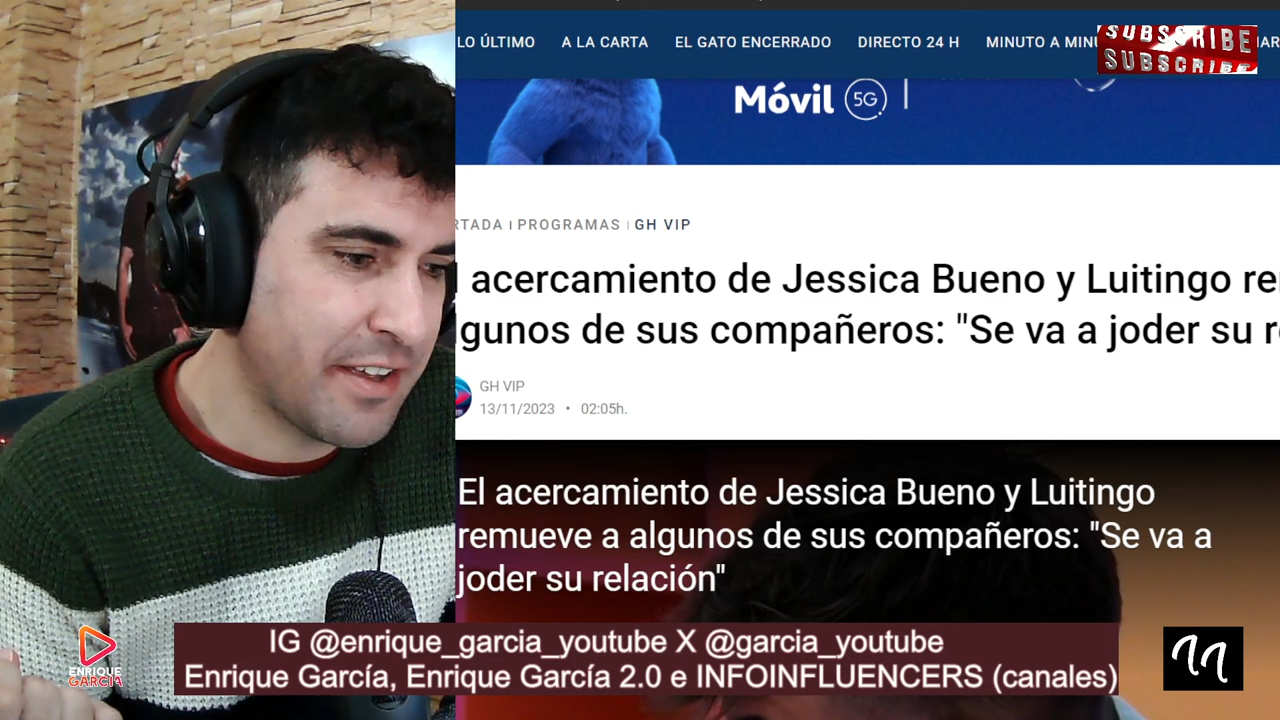 LO ÚLTIMO A LA CARTA EL GATO ENCERRADO DIRECTO 24 H MINUTO A
SUBSCRIBE
SUBSCRIBE
Móvil 5G
PROGRAMAS GH VIP
acercamiento de Jessica Bueno y Luitingo
de sus compañeros: "Se va a joder su
GH VIP
13/11/2023 • 02:05h.
El acercamiento de Jessica Bueno y Luitingo
remueve a algunos de sus compañeros: "Se va a
joder su relación"
IG @enrique_garcia_youtube X @garcia_youtube
Enrique García, Enrique García 2.0 e INFOINFLUENCERS (canales)
ENRIQUE
GARCÍA